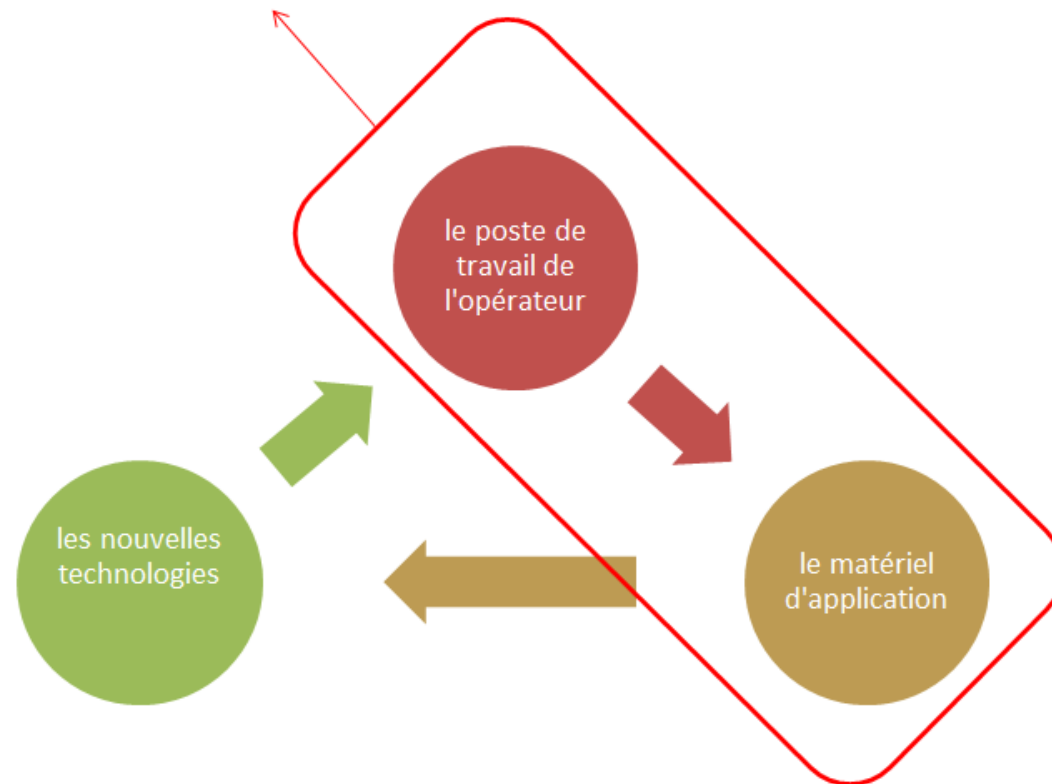 le poste de
travail de
l'opérateur
les nouvelles
technologies
le matériel
d'application